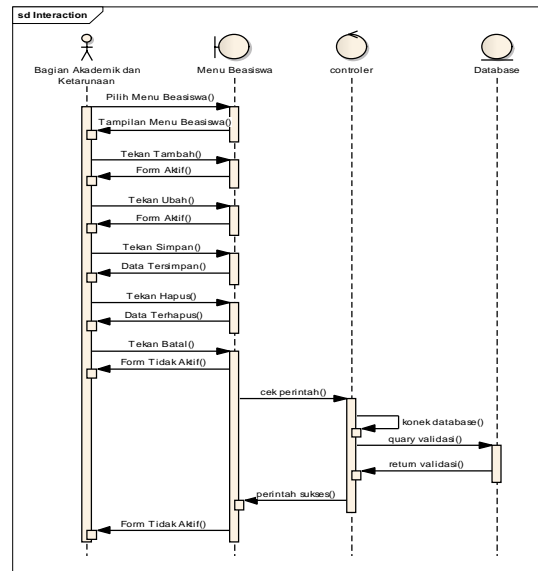 sd Interaction
Bagian Akademik dan
Ketarunaan
Menu Beasiswa
controler
Database
Pilih Menu Beasiswa()
Tampilan Menu Beasiswa()
Tekan Tambah()
Form Aktif()
Tekan Ubah()
Form Aktif()
Tekan Simpan()
Data Tersimpan()
Tekan Hapus()
Data Terhapus()
Tekan Batal()
Form Tidak Aktif()
cek perintah()
konek database()
quary validasi()
return validasi()
perintah sukses()
Form Tidak Aktif()